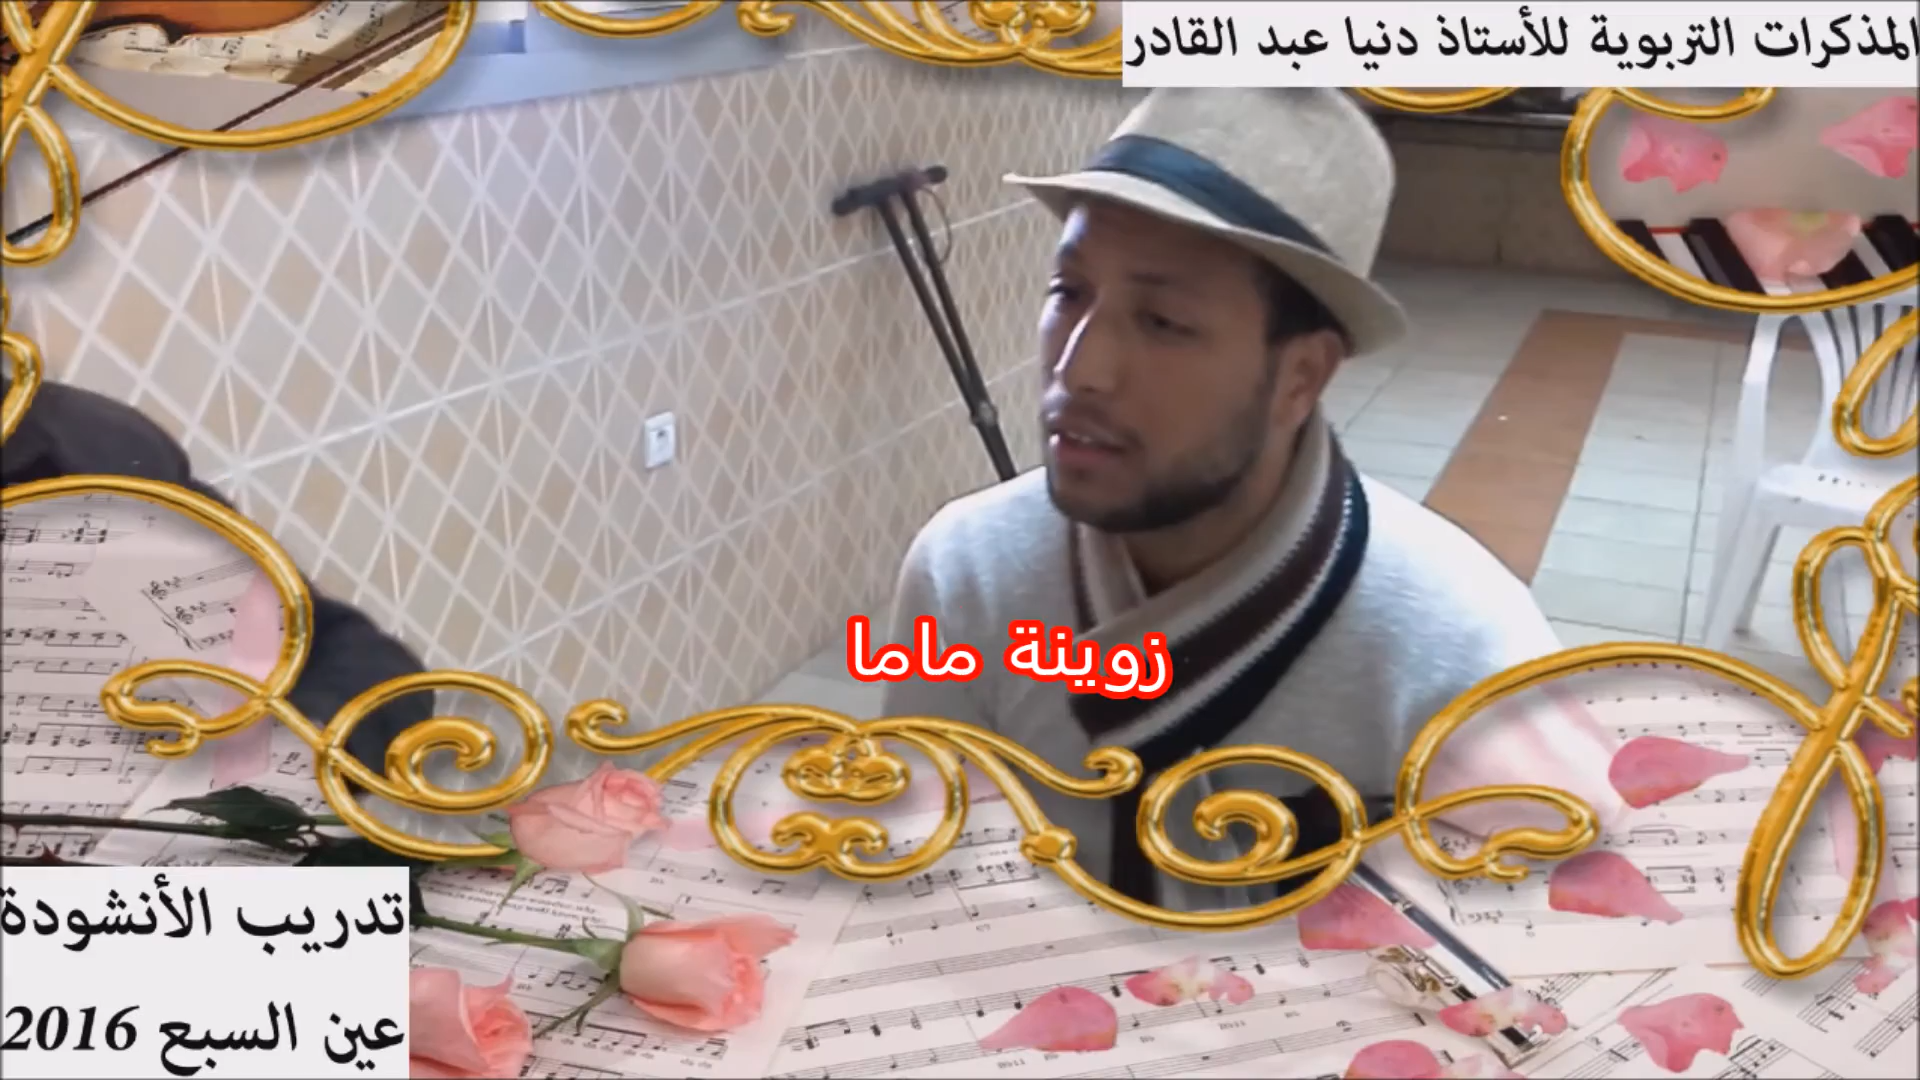 المذكرات التربوية للأستاذ دنيا عبد القادر
زوينة ماما
تدريب الأنشودة
عين السبع 2016